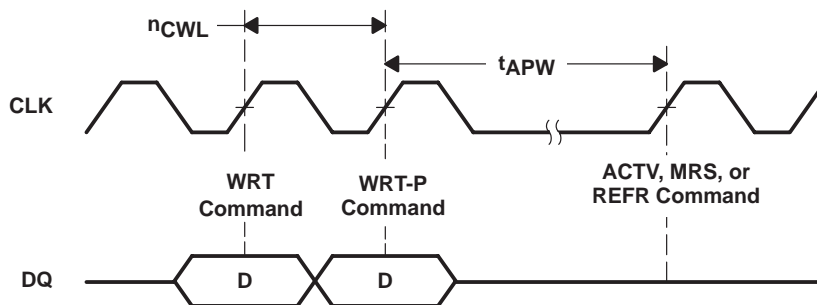 nCWL
tAPW
CLK
WRT
Command
WRT-P
Command
ACTV, MRS, or
REFR Command
DQ
D
D